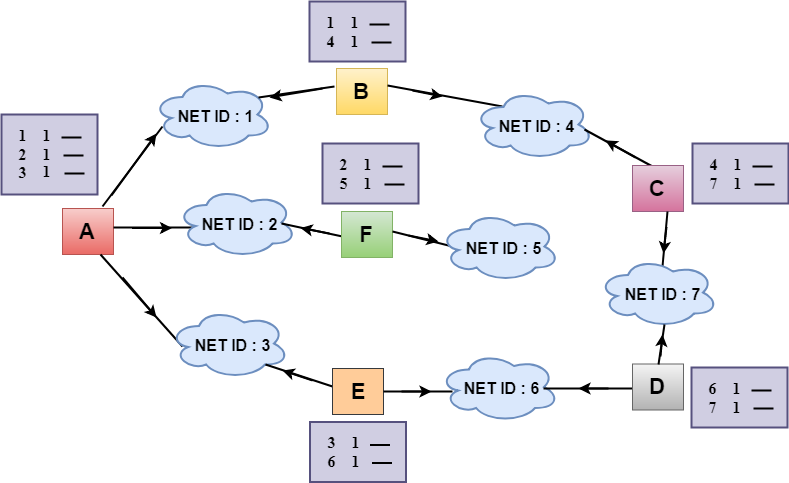 1 1 —
4 1 —
B
NET ID : 1
NET ID : 4
1 1 —
2 1 —
3 1 —
2 1 —
5 1 —
4 1 —
7 1 —
C
A
NET ID : 2
F
NET ID : 5
NET ID : 7
NET ID : 3
E
NET ID : 6
D
6 1 —
7 1 —
3 1 —
6 1 —